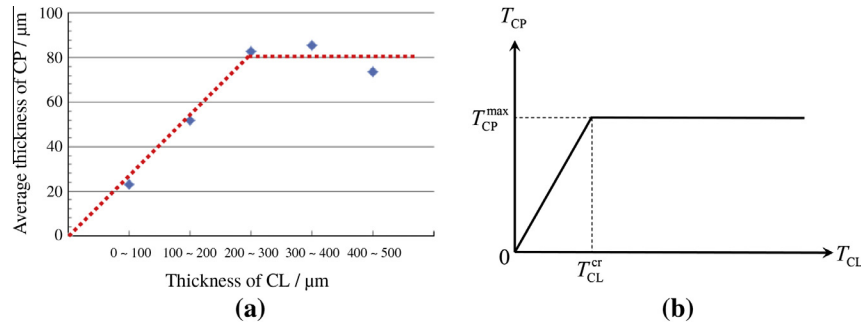 Average thickness of CP / μm
100
80
60
40
20
0
0 ~ 100 100 ~ 200 200 ~ 300 300 ~ 400 400 ~ 500
Thickness of CL / μm
(a)
T_CP
T_CP^max
0
T_CL^cr
T_CL
(b)